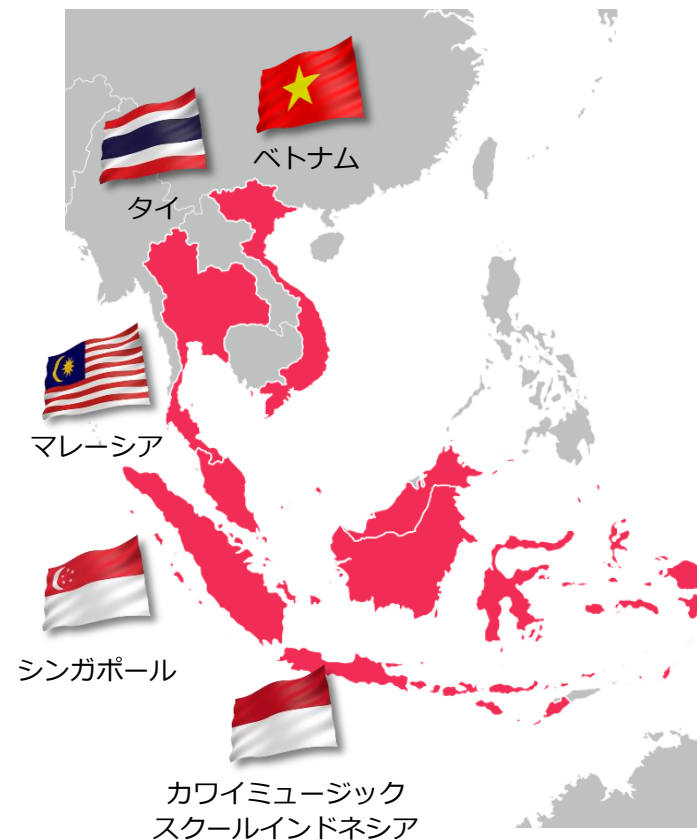 ベトナム
タイ
マレーシア
シンガポール
カワイミュージック
スクールインドネシア